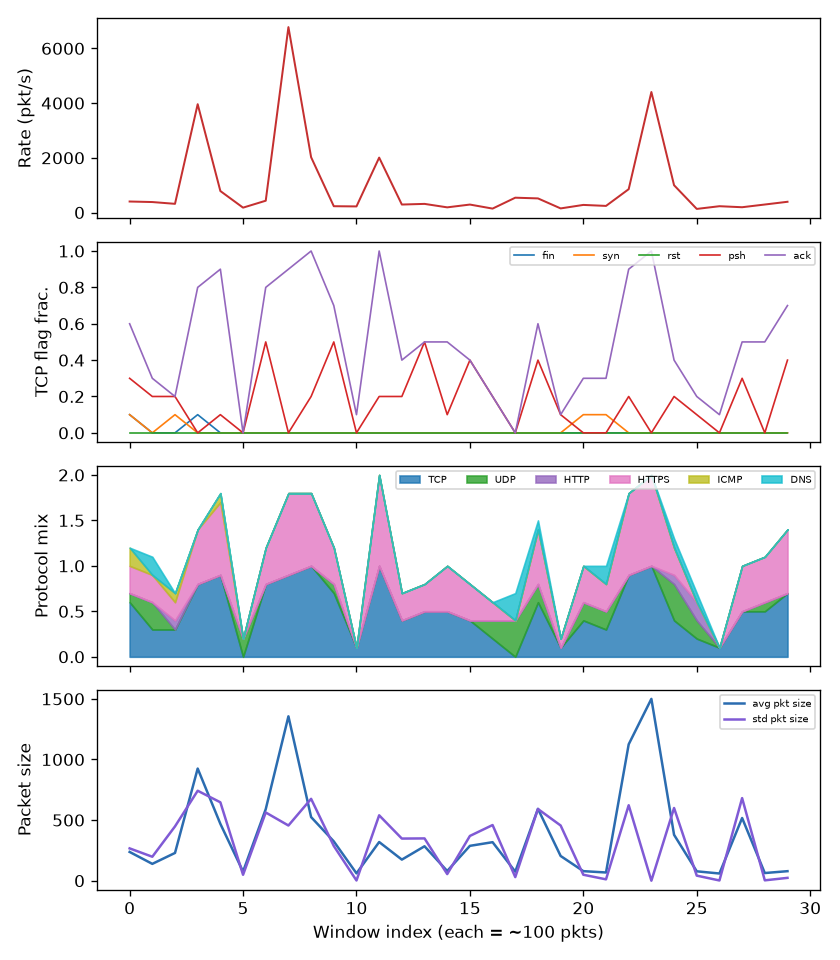 Rate (pkt/s)
6000
4000
2000
0
TCP flag frac.
1.0
0.8
0.6
0.4
0.2
0.0
fin syn rst psh ack
Protocol mix
2.0
1.5
1.0
0.5
0.0
TCP UDP HTTP HTTPS ICMP DNS
Packet size
1500
1000
500
0
avg pkt size
std pkt size
0 5 10 15 20 25 30
Window index (each = ~100 pkts)